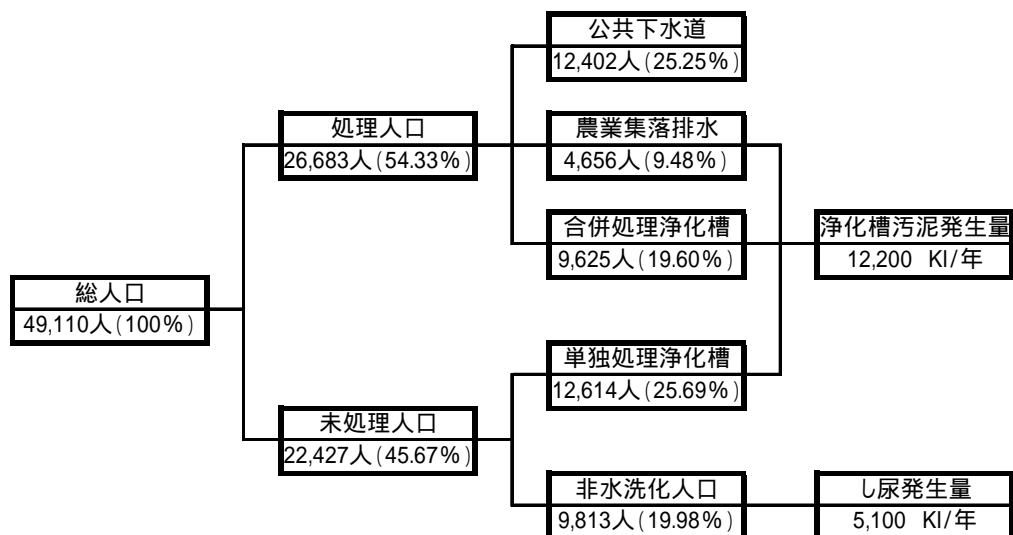 公共下水道
12,402人(25.25%)
処理人口
26,683人(54.33%)
農業集落排水
4,656人(9.48%)
合併処理浄化槽
9,625人(19.60%)
浄化槽汚泥発生量
12,200 Kl/年
総人口
49,110人(100%)
単独処理浄化槽
12,614人(25.69%)
未処理人口
22,427人(45.67%)
非水洗化人口
9,813人(19.98%)
し尿発生量
5,100 Kl/年